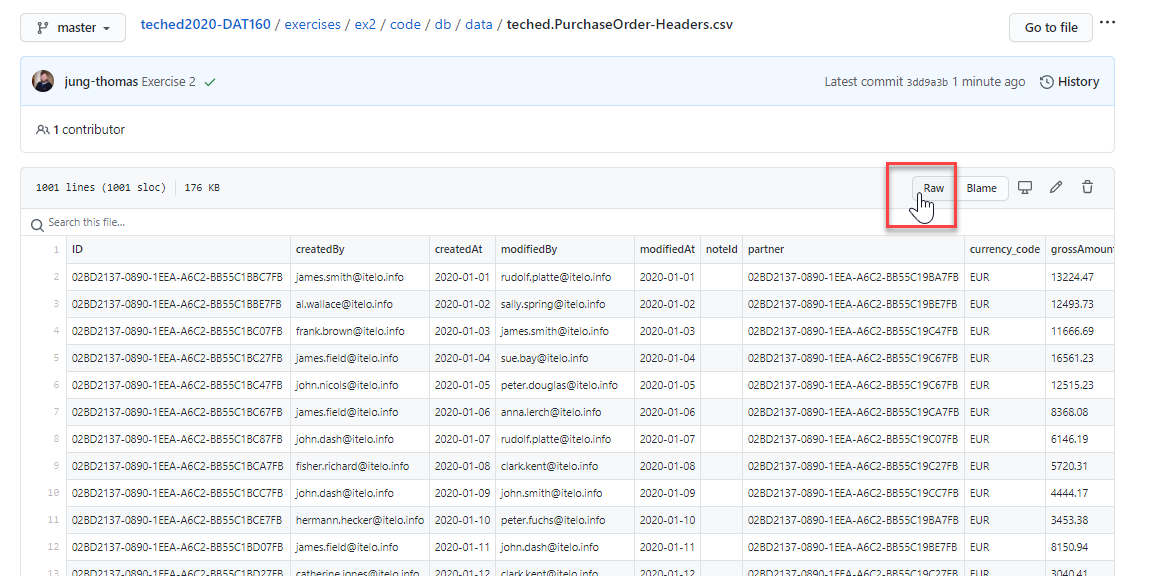 master teched2020-DAT160 / exercises / ex2 / code / db / data / teched.PurchaseOrder-Headers.csv Go to file ...
jung-thomas Exercise 2 Latest commit 3dd9a3b 1 minute ago History
1 contributor
1001 lines (1001 sloc) 176 KB Raw Blame
Search this file...
1 ID createdBy createdAt modifiedBy modifiedAt noteId partner currency_code grossAmount
2 02BD2137-0890-1EEA-A6C2-BB55C1BBC7FB james.smith@itelo.info 2020-01-01 rudolf.platte@itelo.info 2020-01-01 02BD2137-0890-1EEA-A6C2-BB55C19BA7FB EUR 13224.47
3 02BD2137-0890-1EEA-A6C2-BB55C1BBE7FB al.wallace@itelo.info 2020-01-02 sally.spring@itelo.info 2020-01-02 02BD2137-0890-1EEA-A6C2-BB55C19BE7FB EUR 12493.73
4 02BD2137-0890-1EEA-A6C2-BB55C1BC07FB frank.brown@itelo.info 2020-01-03 james.smith@itelo.info 2020-01-03 02BD2137-0890-1EEA-A6C2-BB55C19C47FB EUR 11666.69
5 02BD2137-0890-1EEA-A6C2-BB55C1BC27FB james.field@itelo.info 2020-01-04 sue.bay@itelo.info 2020-01-04 02BD2137-0890-1EEA-A6C2-BB55C19C67FB EUR 16561.23
6 02BD2137-0890-1EEA-A6C2-BB55C1BC47FB john.nicols@itelo.info 2020-01-05 peter.douglas@itelo.info 2020-01-05 02BD2137-0890-1EEA-A6C2-BB55C19C67FB EUR 12515.23
7 02BD2137-0890-1EEA-A6C2-BB55C1BC67FB james.field@itelo.info 2020-01-06 anna.lerch@itelo.info 2020-01-06 02BD2137-0890-1EEA-A6C2-BB55C19CA7FB EUR 8368.08
8 02BD2137-0890-1EEA-A6C2-BB55C1BC87FB john.dash@itelo.info 2020-01-07 rudolf.platte@itelo.info 2020-01-07 02BD2137-0890-1EEA-A6C2-BB55C19C07FB EUR 6146.19
9 02BD2137-0890-1EEA-A6C2-BB55C1BCA7FB fisher.richard@itelo.info 2020-01-08 clark.kent@itelo.info 2020-01-08 02BD2137-0890-1EEA-A6C2-BB55C19C27FB EUR 5720.31
10 02BD2137-0890-1EEA-A6C2-BB55C1BCC7FB john.dash@itelo.info 2020-01-09 john.smith@itelo.info 2020-01-09 02BD2137-0890-1EEA-A6C2-BB55C19CC7FB EUR 4444.17
11 02BD2137-0890-1EEA-A6C2-BB55C1BCE7FB hermann.hecker@itelo.info 2020-01-10 peter.fuchs@itelo.info 2020-01-10 02BD2137-0890-1EEA-A6C2-BB55C19BA7FB EUR 3453.38
12 02BD2137-0890-1EEA-A6C2-BB55C1BD07FB james.field@itelo.info 2020-01-11 john.dash@itelo.info 2020-01-11 02BD2137-0890-1EEA-A6C2-BB55C19BE7FB EUR 8150.94
13 02BD2137-0890-1EEA-A6C2-BB55C1BD27FB catherine.jones@itelo.info 2020-01-12 clark.kent@itelo.info 2020-01-12 02BD2137-0890-1EEA-A6C2-BB55C19C27FB EUR 3040.41